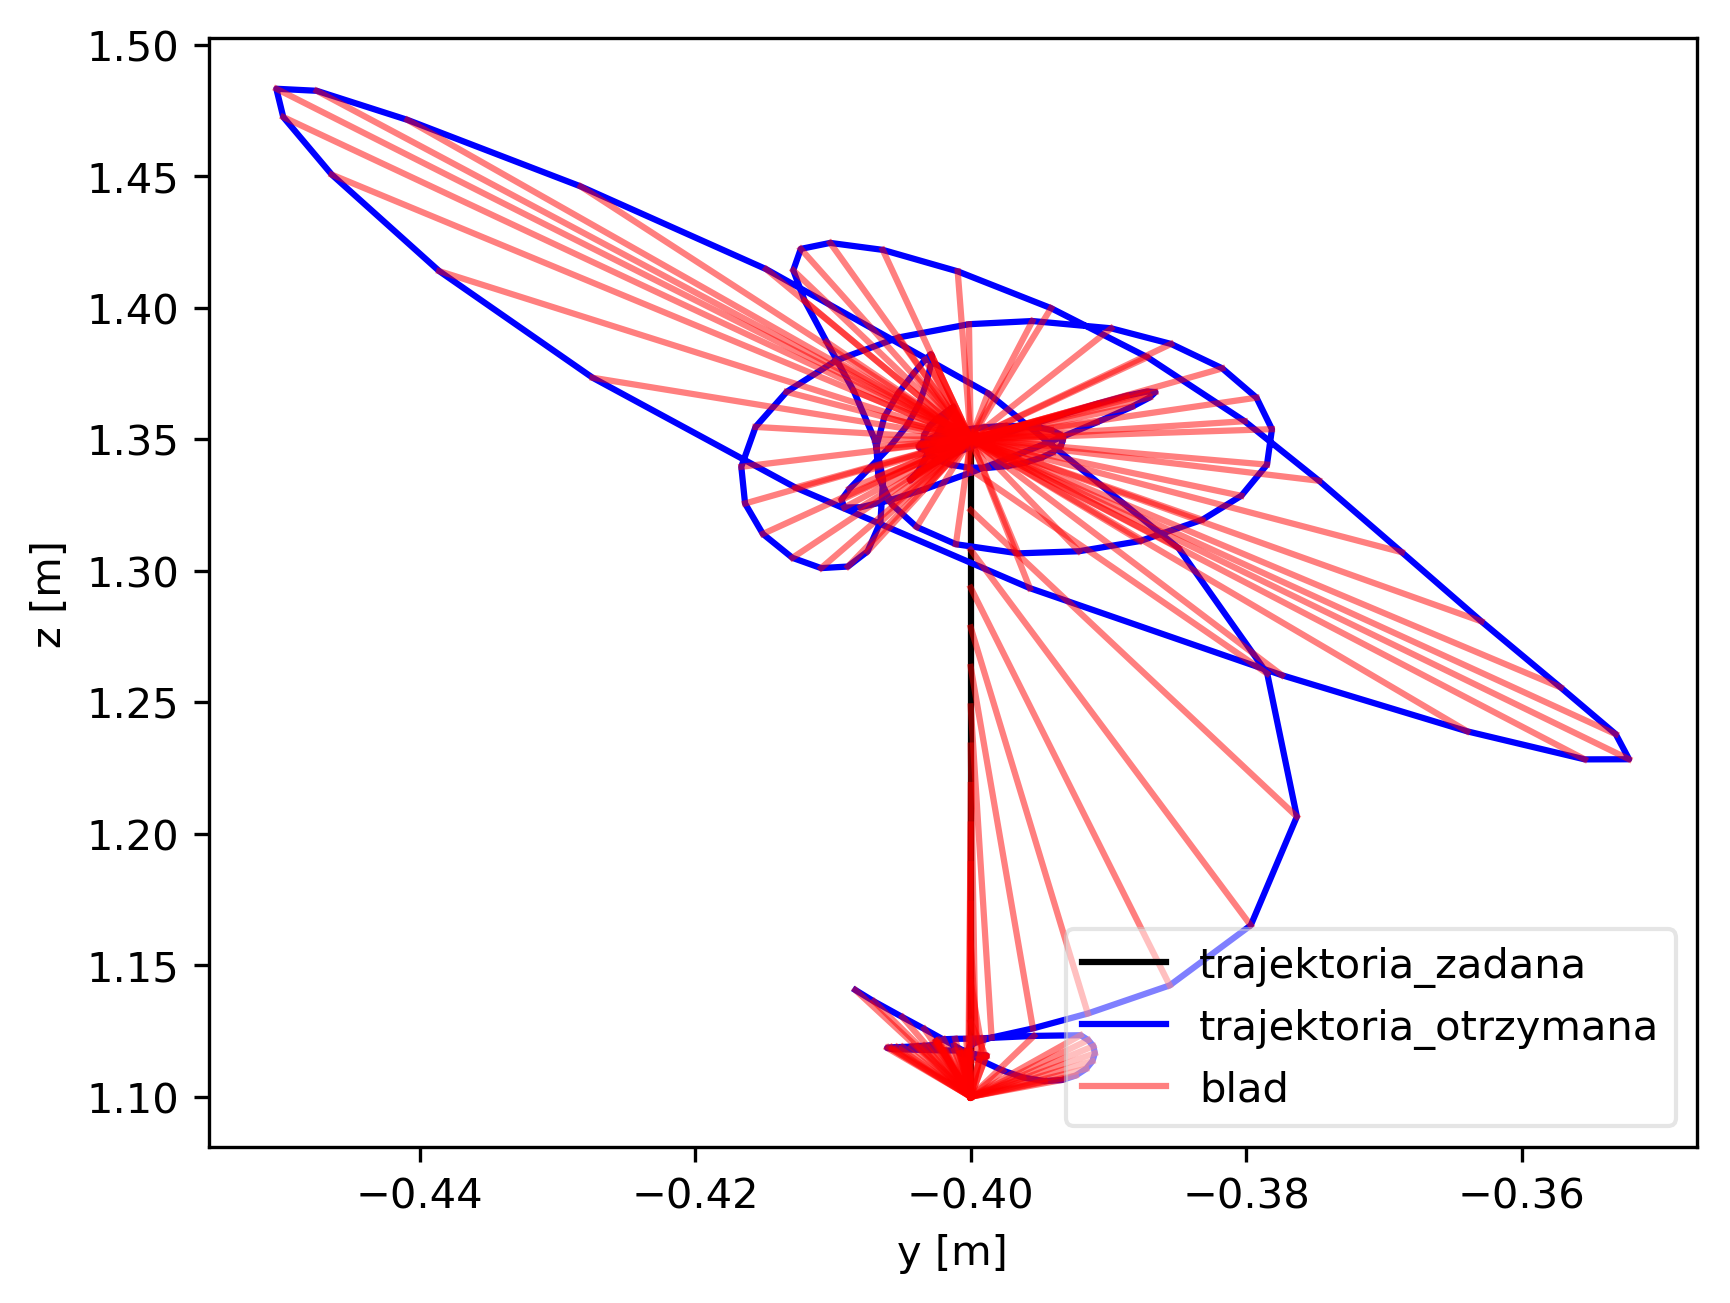 1.50
1.45
1.40
1.35
1.30
1.25
1.20
1.15
1.10
z [m]
trajektoria_zadana
trajektoria_otrzymana
blad
−0.44 −0.42 −0.40 −0.38 −0.36
y [m]